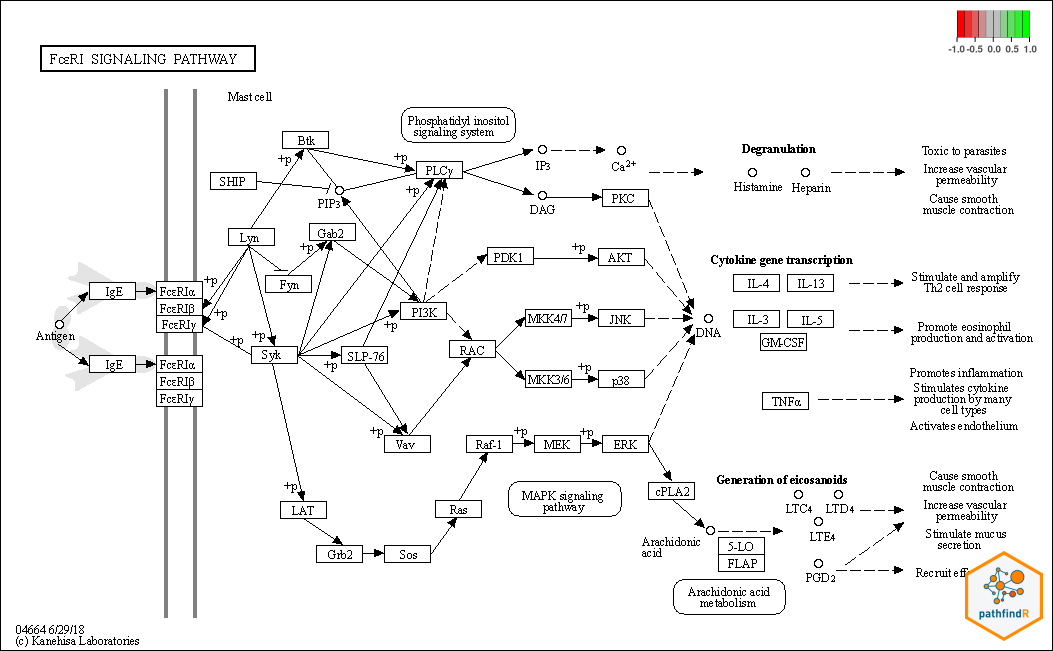 -1.0 -0.5 0.0 0.5 1.0
FcεRI SIGNALING PATHWAY
Mast cell
Phosphatidyl inositol
signaling system
Btk
+p
+p
PLCγ
IP3
Ca2+
Degranulation
Histamine
Heparin
Toxic to parasites
Increase vascular
permeability
Cause smooth
muscle contraction
SHIP
PIP3
+p
DAG
PKC
Lyn
Gab2
+p
Fyn
PDK1
+p
AKT
Cytokine gene transcription
IL-4
IL-13
Stimulate and amplify
Th2 cell response
IgE
FcεRIα
FcεRIβ
FcεRIγ
+p
+p
Antigen
PI3K
+p
MKK4/7
+p
JNK
DNA
IL-3
IL-5
GM-CSF
Promote eosinophil
production and activation
+p
Syk
+p
SLP-76
RAC
IgE
FcεRIα
FcεRIβ
FcεRIγ
MKK3/6
+p
p38
TNFα
Promotes inflammation
Stimulates cytokine
production by many
cell types
Activates endothelium
+p
Vav
Raf-1
+p
MEK
+p
ERK
+p
LAT
Grb2
Sos
Ras
MAPK signaling
pathway
cPLA2
Generation of eicosanoids
LTC4
LTD4
LTE4
Cause smooth
muscle contraction
Increase vascular
permeability
Stimulate mucus
secretion
Arachidonic
acid
5-LO
FLAP
PGD2
Recruit
Arachidonic acid
metabolism
pathfindR
04664 6/29/18
(c) Kanehisa Laboratories